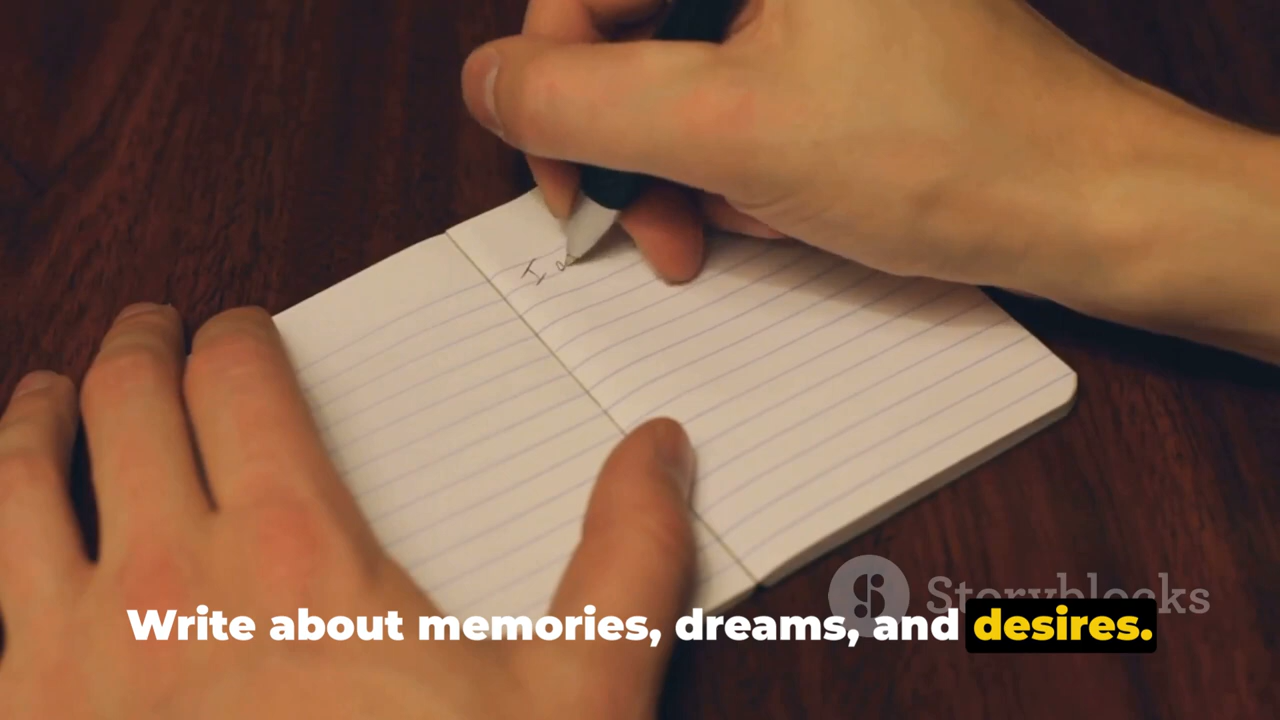 I a
Storyblocks
Write about memories, dreams, and desires.